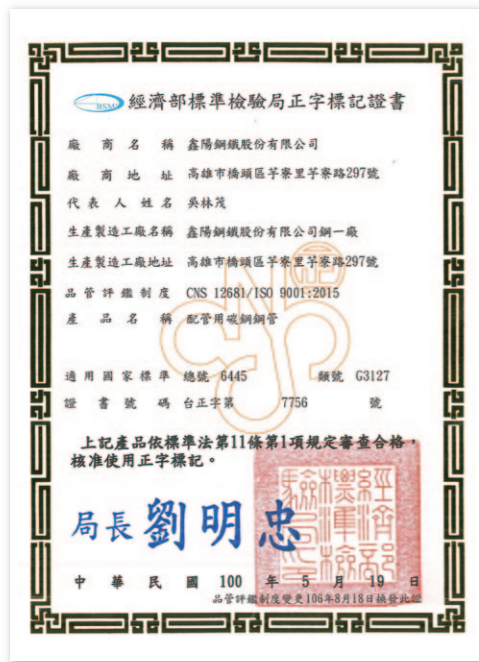 BSMI 經濟部標準檢驗局正字標記證書
廠商名稱 鑫陽鋼鐵股份有限公司
廠商地址 高雄市橋頭區芋寮里芋寮路297號
代表人姓名 吳林茂
生產製造工廠名稱 鑫陽鋼鐵股份有限公司鋼一廠
生產製造工廠地址 高雄市橋頭區芋寮里芋寮路297號
品管評鑑制度 CNS 12681/ISO 9001:2015
產品名稱 配管用碳鋼鋼管
適用國家標準 總號 6445 類號 G3127
證書號碼 台正字第 7756 號
上記產品依標準法第11條第1項規定審查合格，
核准使用正字標記。
局長 劉明忠
中華民國 100 年 5 月 19 日
品管評鑑制度變更106年8月18日換發此證